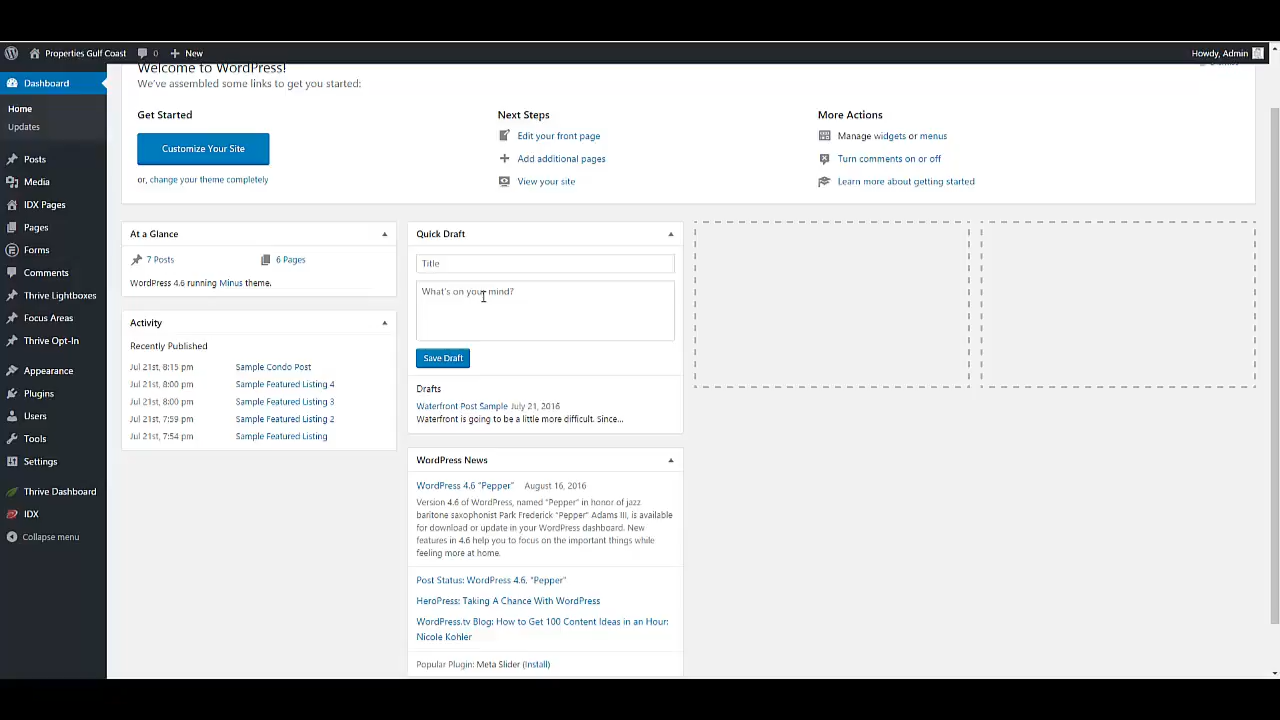 Properties Gulf Coast 0 New Howdy, Admin
Dashboard
Home
Updates
Posts
Media
IDX Pages
Pages
Forms
Comments
Thrive Lightboxes
Focus Areas
Thrive Opt-In
Appearance
Plugins
Users
Tools
Settings
Thrive Dashboard
IDX
Collapse menu
Welcome to WordPress!
We've assembled some links to get you started:
Get Started
Customize Your Site
or, change your theme completely
Next Steps
Edit your front page
Add additional pages
View your site
More Actions
Manage widgets or menus
Turn comments on or off
Learn more about getting started
At a Glance
7 Posts 6 Pages
WordPress 4.6 running Minus theme.
Activity
Recently Published
Jul 21st, 8:15 pm Sample Condo Post
Jul 21st, 8:00 pm Sample Featured Listing 4
Jul 21st, 8:00 pm Sample Featured Listing 3
Jul 21st, 7:59 pm Sample Featured Listing 2
Jul 21st, 7:54 pm Sample Featured Listing
Quick Draft
Title
What's on your mind?
Save Draft
Drafts
Waterfront Post Sample July 21, 2016
Waterfront is going to be a little more difficult. Since...
WordPress News
WordPress 4.6 "Pepper" August 16, 2016
Version 4.6 of WordPress, named "Pepper" in honor of jazz
baritone saxophonist Park Frederick "Pepper" Adams III, is available
for download or update in your WordPress dashboard. New
features in 4.6 help you to focus on the important things while
feeling more at home.
Post Status: WordPress 4.6. "Pepper"
HeroPress: Taking A Chance With WordPress
WordPress.tv Blog: How to Get 100 Content Ideas in an Hour:
Nicole Kohler
Popular Plugin: Meta Slider (Install)